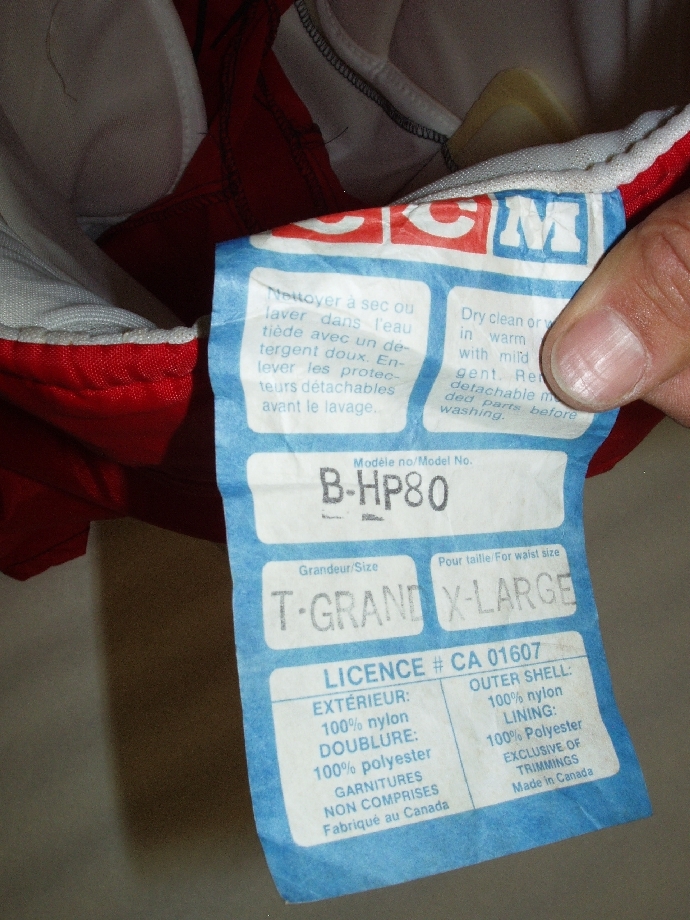 CCM
Nettoyer à sec ou
laver dans l'eau
tiède avec un dé-
tergent doux. En-
lever les protec-
teurs détachables
avant le lavage.
Dry clean or
in warm
with mild
gent.
detachable
ded parts before
washing.
Modèle no/Model No.
B-HP80
Grandeur/Size
T-GRAND
Pour taille/For waist size
X-LARGE
LICENCE # CA 01607
EXTÉRIEUR:
100% nylon
DOUBLURE:
100% polyester
GARNITURES
NON COMPRISES
Fabriqué au Canada
OUTER SHELL:
100% nylon
LINING:
100% Polyester
EXCLUSIVE OF
TRIMMINGS
Made in Canada